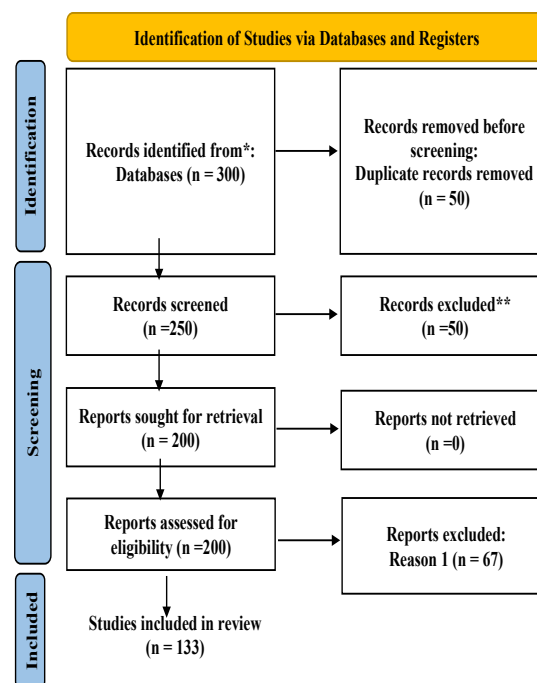 Identification of Studies via Databases and Registers
Identification
Records identified from*:
Databases (n = 300)
Records removed before
screening:
Duplicate records removed
(n = 50)
Screening
Records screened
(n =250)
Records excluded**
(n =50)
Reports sought for retrieval
(n = 200)
Reports not retrieved
(n =0)
Reports assessed for
eligibility (n =200)
Reports excluded:
Reason 1 (n = 67)
Included
Studies included in review
(n = 133)